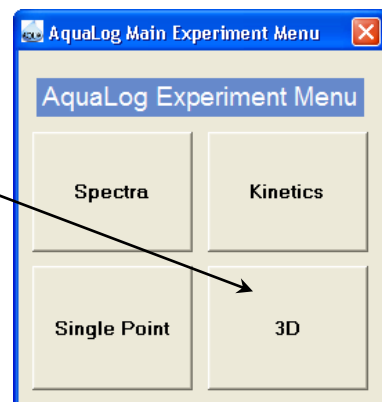 AquaLog Main Experiment Menu
AquaLog Experiment Menu
Spectra Kinetics
Single Point 3D